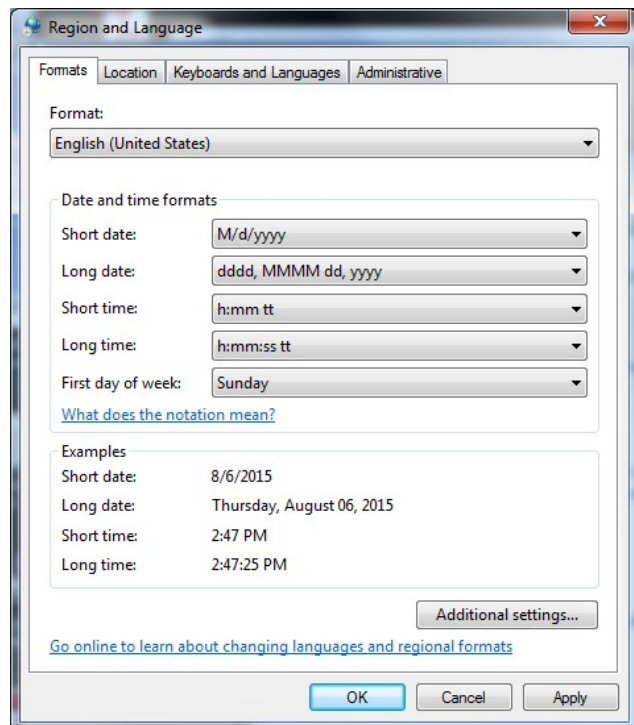 Region and Language
Formats Location Keyboards and Languages Administrative
Format:
English (United States)
Date and time formats
Short date: M/d/yyyy
Long date: dddd, MMMM dd, yyyy
Short time: h:mm tt
Long time: h:mm:ss tt
First day of week: Sunday
What does the notation mean?
Examples
Short date: 8/6/2015
Long date: Thursday, August 06, 2015
Short time: 2:47 PM
Long time: 2:47:25 PM
Additional settings...
Go online to learn about changing languages and regional formats
OK Cancel Apply